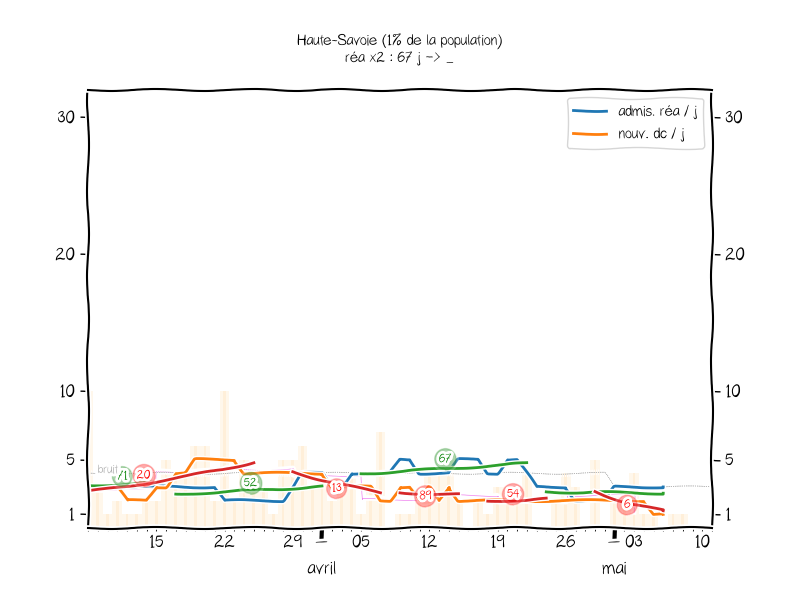 Haute-Savoie (1% de la population)
réa x2 : 67 j -> _
admis. réa / j
nouv. dc / j
30 30
20 20
10 10
5 5
1 1
bruit
71 20 52 13 67 89 54 6
15 22 29 05 12 19 26 03 10
avril mai